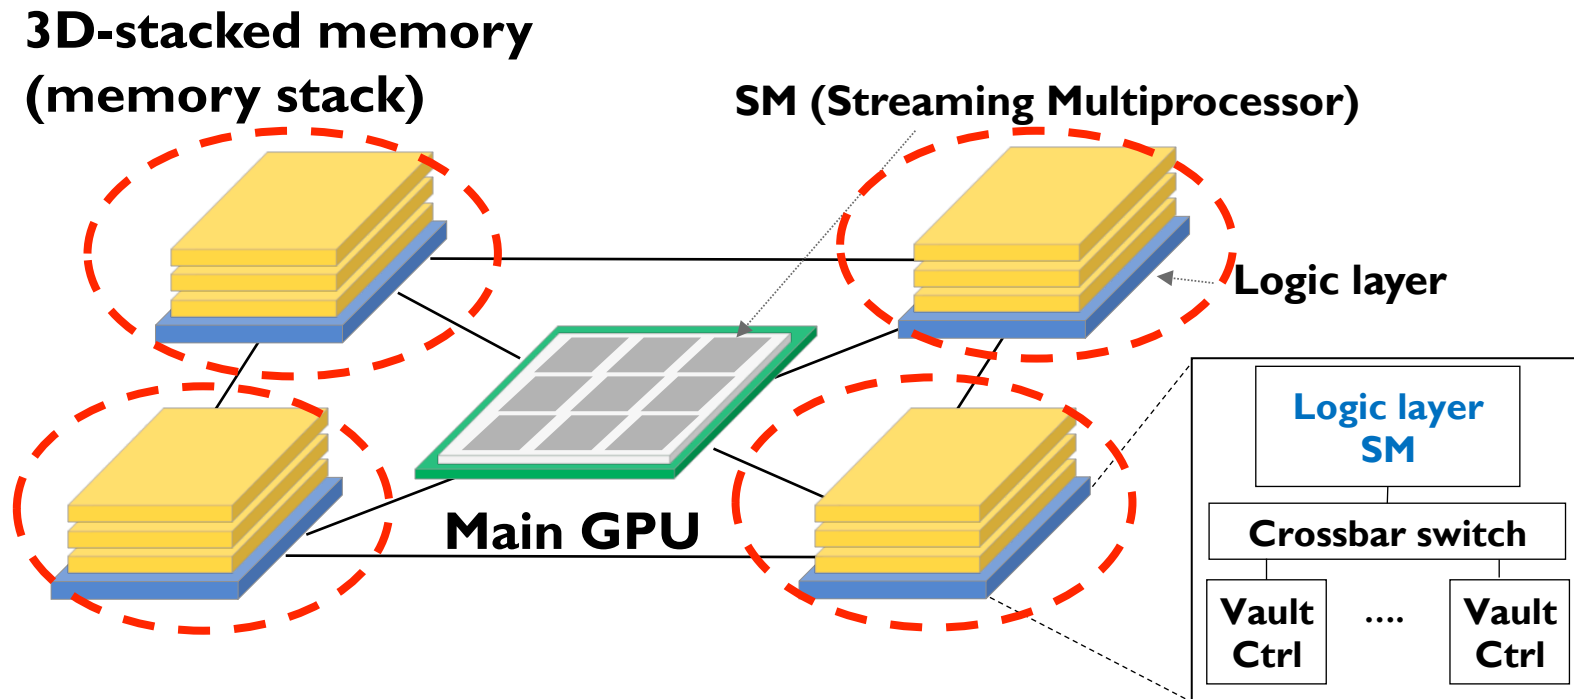 3D-stacked memory
(memory stack)
SM (Streaming Multiprocessor)
Logic layer
Main GPU
Logic layer
SM
Crossbar switch
Vault
Ctrl
....
Vault
Ctrl